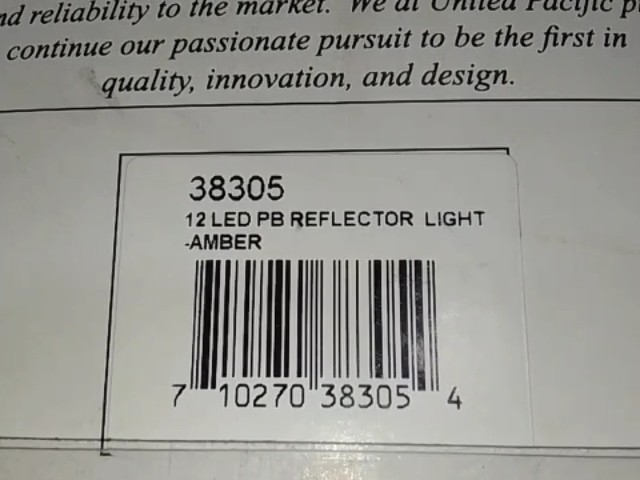 nd reliability to the market. We at United Pacific
continue our passionate pursuit to be the first in
quality, innovation, and design.
38305
12 LED PB REFLECTOR LIGHT
-AMBER
7 10270 38305 4